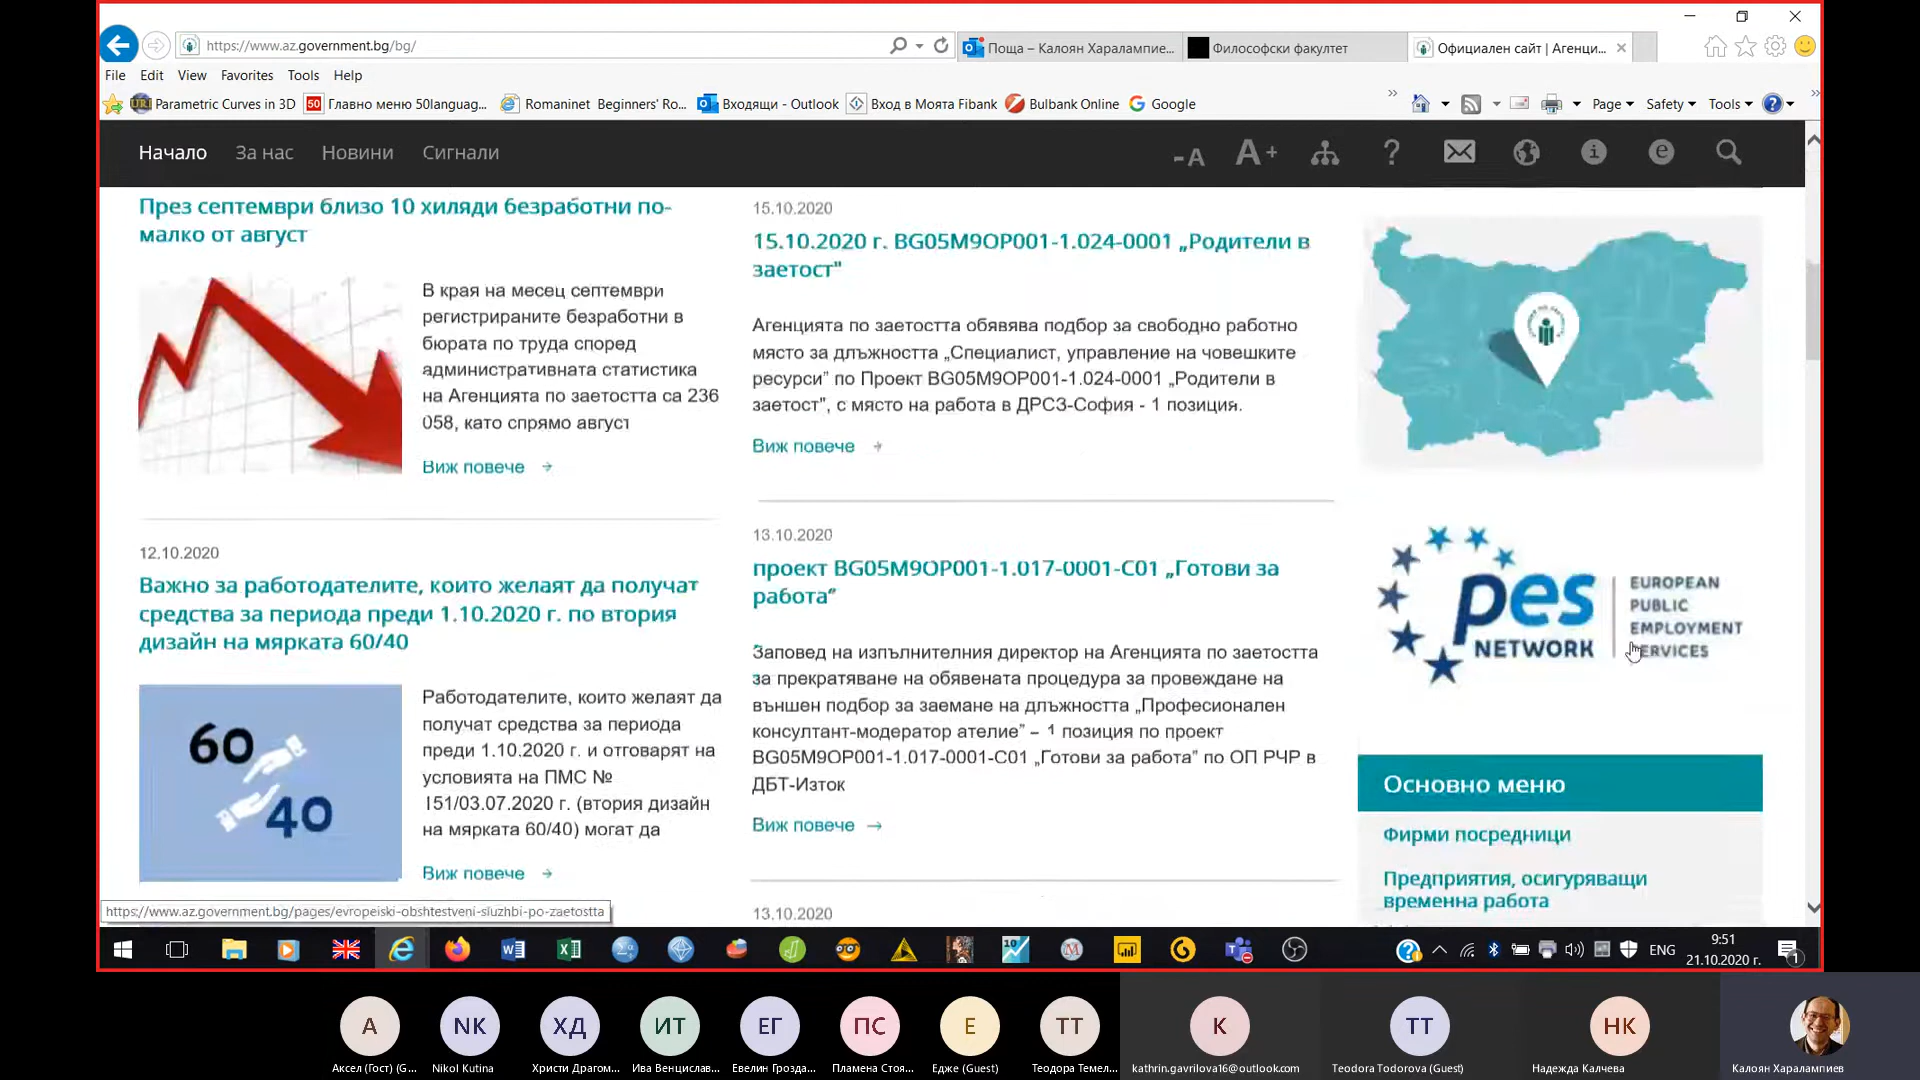 https://www.az.government.bg/bg/
Поща – Калоян Харалампие...
Философски факултет
Официален сайт | Агенци...
File Edit View Favorites Tools Help
Parametric Curves in 3D
50
Главно меню 50languag...
Romaninet Beginners' Ro...
Входящи - Outlook
Вход в Моята Fibank
Bulbank Online
Google
Page
Safety
Tools
Начало За нас Новини Сигнали
-A A+ ?
През септември близо 10 хиляди безработни по-
малко от август
В края на месец септември
регистрираните безработни в
бюрата по труда според
административната статистика
на Агенцията по заетостта са 236
058, като спрямо август
Виж повече
12.10.2020
Важно за работодателите, които желаят да получат
средства за периода преди 1.10.2020 г. по втория
дизайн на мярката 60/40
60
40
Работодателите, които желаят да
получат средства за периода
преди 1.10.2020 г. и отговарят на
условията на ПМС №
151/03.07.2020 г. (втория дизайн
на мярката 60/40) могат да
Виж повече
15.10.2020
15.10.2020 г. BG05M9OP001-1.024-0001 „Родители в
заетост"
Агенцията по заетостта обявява подбор за свободно работно
място за длъжността „Специалист, управление на човешките
ресурси” по Проект BG05M9OP001-1.024-0001 „Родители в
заетост", с място на работа в ДРСЗ-София - 1 позиция.
Виж повече
13.10.2020
проект BG05M9OP001-1.017-0001-C01 „Готови за
работа”
Заповед на изпълнителния директор на Агенцията по заетостта
за прекратяване на обявената процедура за провеждане на
външен подбор за заемане на длъжността „Професионален
консултант-модератор ателие” – 1 позиция по проект
BG05M9OP001-1.017-0001-C01 „Готови за работа” по ОП РЧР в
ДБТ-Изток
Виж повече
13.10.2020
pes
NETWORK
EUROPEAN
PUBLIC
EMPLOYMENT
SERVICES
Основно меню
Фирми посредници
Предприятия, осигуряващи
временна работа
https://www.az.government.bg/pages/evropeiski-obshtestveni-sluzhbi-po-zaetostta
ENG
9:51
21.10.2020 г.
1
А
NK
ХД
ИТ
ЕГ
ПС
Е
ТТ
K
TT
НК
Аксел (Гост) (G...
Nikol Kutina
Христи Драгом...
Ива Венцислав...
Евелин Грозда...
Пламена Стоя...
Едже (Guest)
Теодора Темел...
kathrin.gavrilova16@outlook.com
Teodora Todorova (Guest)
Надежда Калчева
Калоян Харалампиев